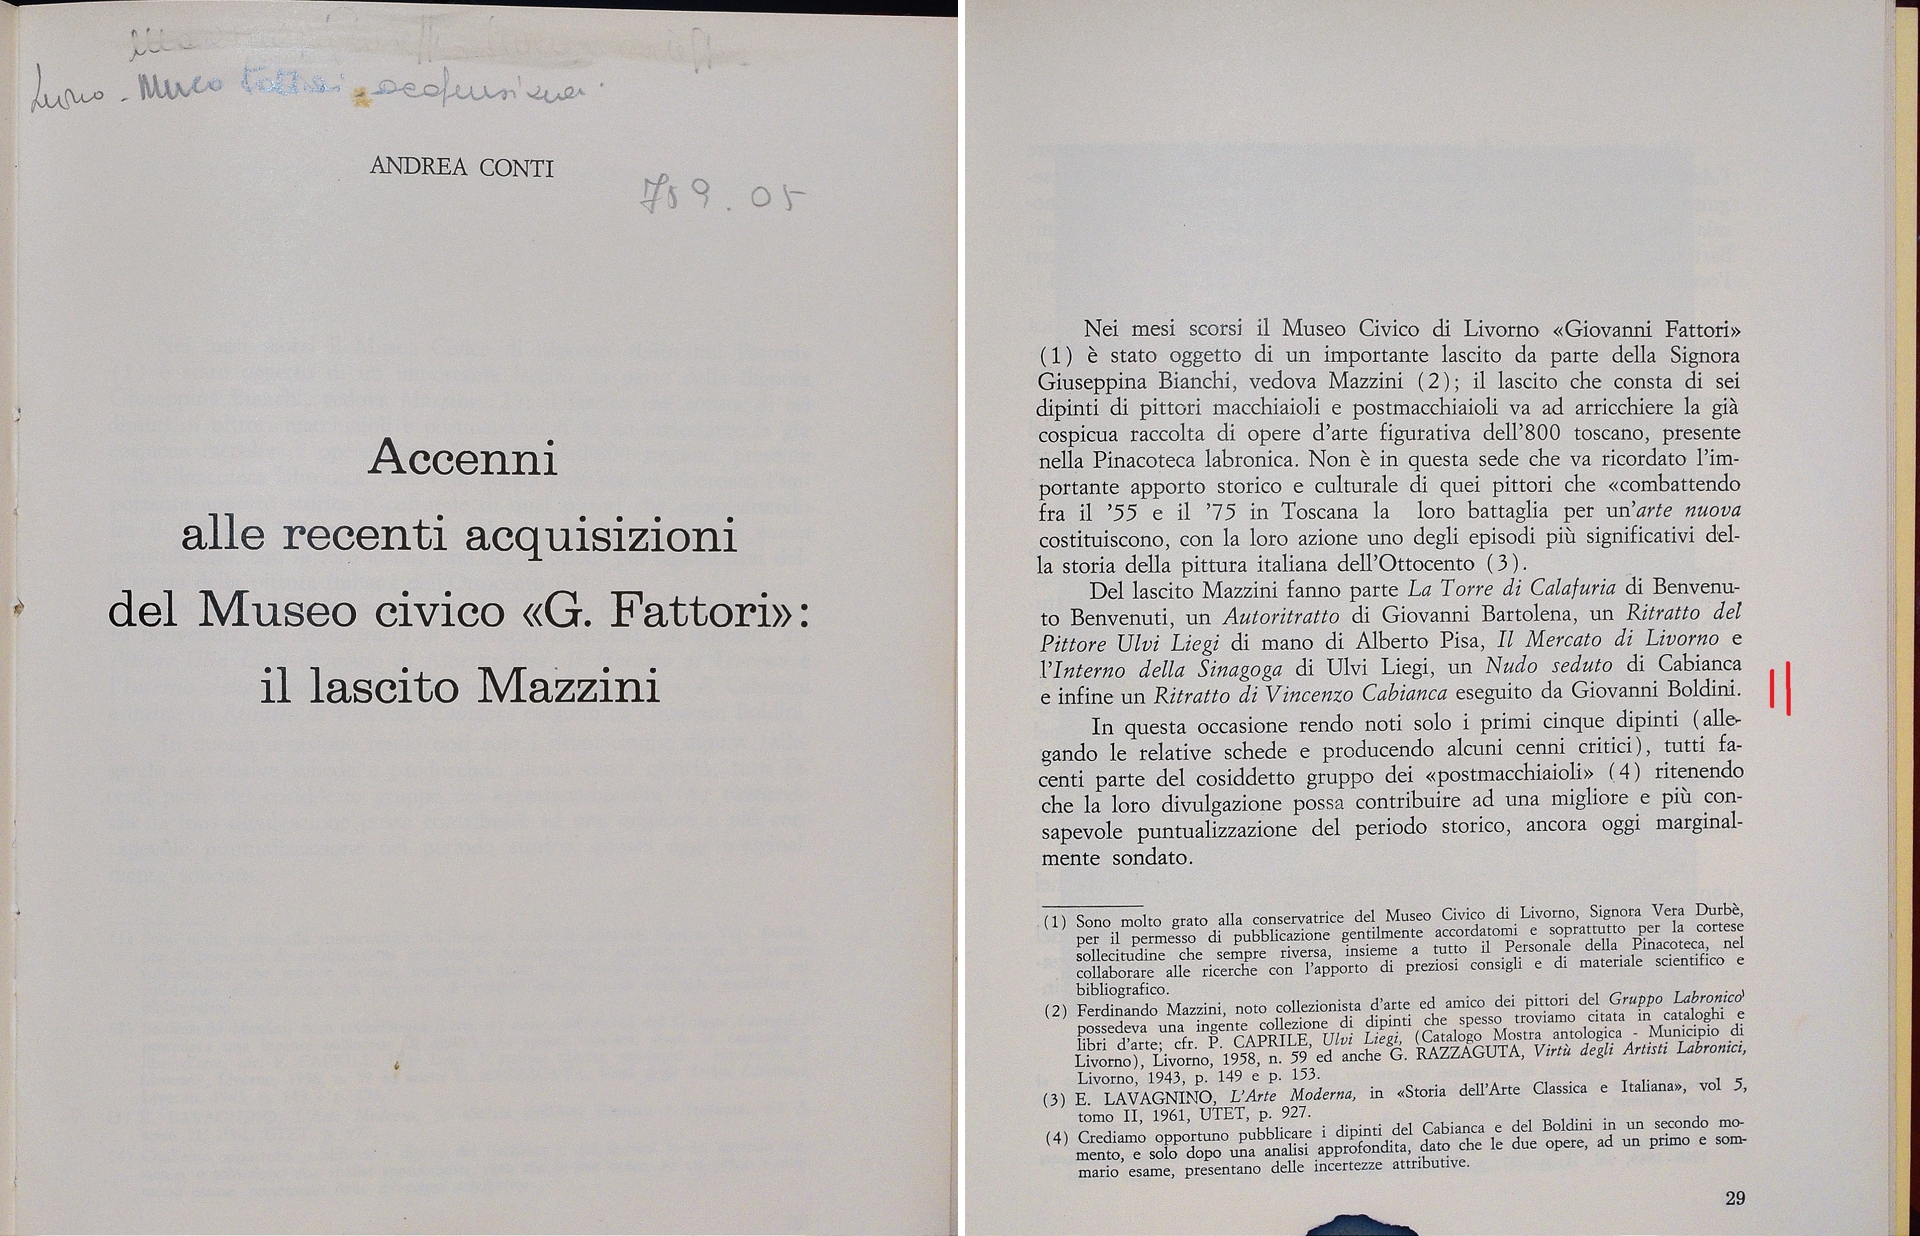 Livorno - Museo Fattori - acquisizioni.
ANDREA CONTI
709.05
Accenni
alle recenti acquisizioni
del Museo civico «G. Fattori»:
il lascito Mazzini
Nei mesi scorsi il Museo Civico di Livorno «Giovanni Fattori»
(1) è stato oggetto di un importante lascito da parte della Signora
Giuseppina Bianchi, vedova Mazzini (2); il lascito che consta di sei
dipinti di pittori macchiaioli e postmacchiaioli va ad arricchiere la già
cospicua raccolta di opere d'arte figurativa dell'800 toscano, presente
nella Pinacoteca labronica. Non è in questa sede che va ricordato l'im-
portante apporto storico e culturale di quei pittori che «combattendo
fra il '55 e il '75 in Toscana la loro battaglia per un'arte nuova
costituiscono, con la loro azione uno degli episodi più significativi del-
la storia della pittura italiana dell'Ottocento (3).
Del lascito Mazzini fanno parte La Torre di Calafuria di Benvenu-
to Benvenuti, un Autoritratto di Giovanni Bartolena, un Ritratto del
Pittore Ulvi Liegi di mano di Alberto Pisa, Il Mercato di Livorno e
l'Interno della Sinagoga di Ulvi Liegi, un Nudo seduto di Cabianca
e infine un Ritratto di Vincenzo Cabianca eseguito da Giovanni Boldini.
In questa occasione rendo noti solo i primi cinque dipinti (alle-
gando le relative schede e producendo alcuni cenni critici), tutti fa-
centi parte del cosiddetto gruppo dei «postmacchiaioli» (4) ritenendo
che la loro divulgazione possa contribuire ad una migliore e più con-
sapevole puntualizzazione del periodo storico, ancora oggi marginal-
mente sondato.
(1) Sono molto grato alla conservatrice del Museo Civico di Livorno, Signora Vera Durbè,
per il permesso di pubblicazione gentilmente accordatomi e soprattutto per la cortese
sollecitudine che sempre riversa, insieme a tutto il Personale della Pinacoteca, nel
collaborare alle ricerche con l'apporto di preziosi consigli e di materiale scientifico e
bibliografico.
(2) Ferdinando Mazzini, noto collezionista d'arte ed amico dei pittori del Gruppo Labronico
possedeva una ingente collezione di dipinti che spesso troviamo citata in cataloghi e
libri d'arte; cfr. P. CAPRILE, Ulvi Liegi, (Catalogo Mostra antologica - Municipio di
Livorno), Livorno, 1958, n. 59 ed anche G. RAZZAGUTA, Virtù degli Artisti Labronici,
Livorno, 1943, p. 149 e p. 153.
(3) E. LAVAGNINO, L'Arte Moderna, in «Storia dell'Arte Classica e Italiana», vol 5,
tomo II, 1961, UTET, p. 927.
(4) Crediamo opportuno pubblicare i dipinti del Cabianca e del Boldini in un secondo mo-
mento, e solo dopo una analisi approfondita, dato che le due opere, ad un primo e som-
mario esame, presentano delle incertezze attributive.
29